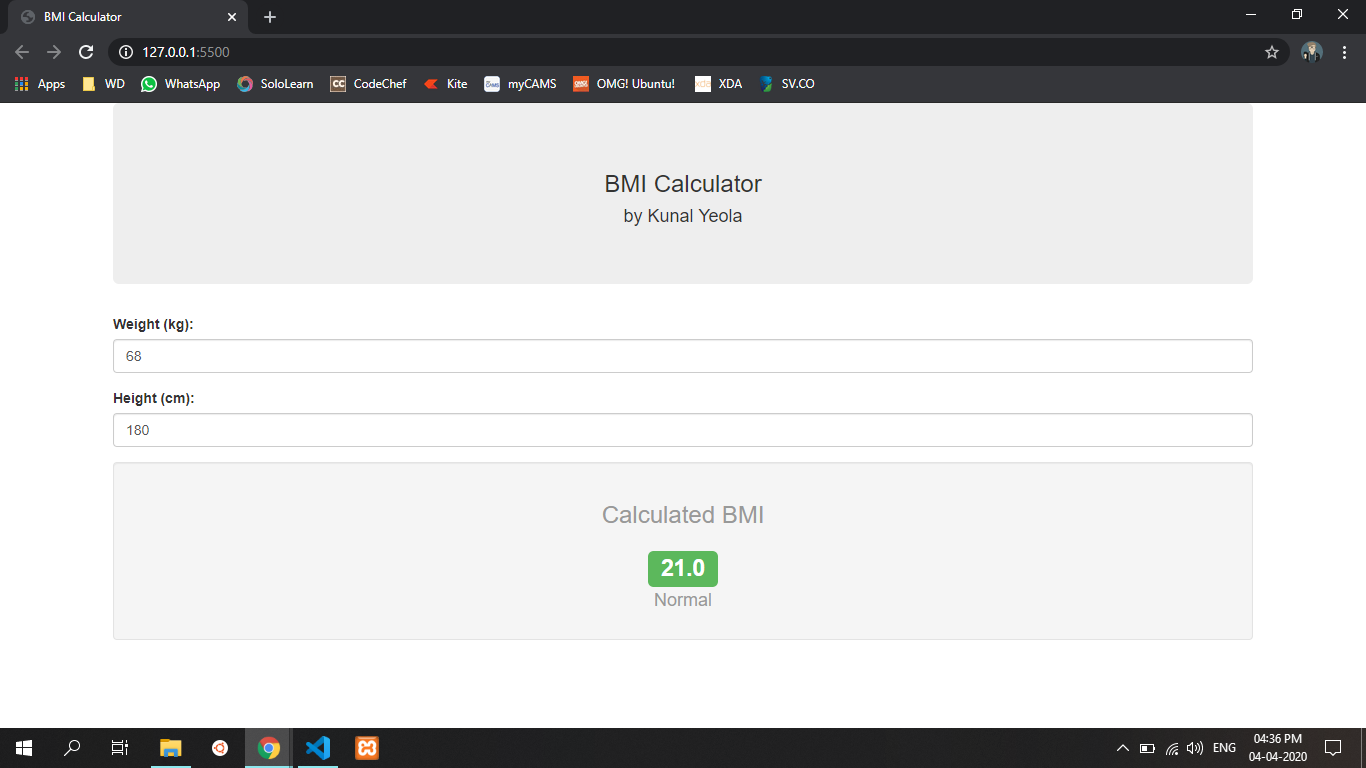 BMI Calculator
127.0.0.1:5500
Apps WD WhatsApp SoloLearn CC CodeChef Kite myCAMS OMG! Ubuntu! XDA SV.CO
BMI Calculator
by Kunal Yeola
Weight (kg):
68
Height (cm):
180
Calculated BMI
21.0
Normal
ENG
04:36 PM
04-04-2020